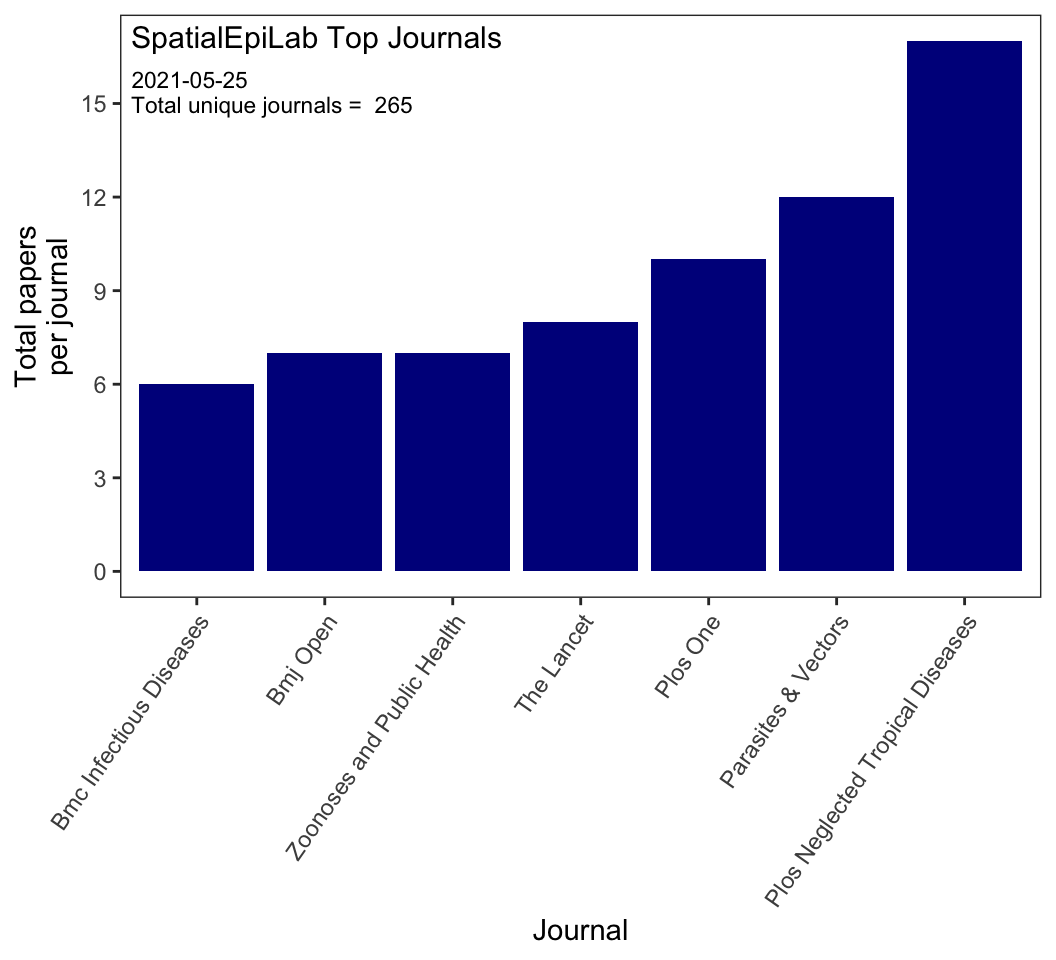 SpatialEpiLab Top Journals
2021-05-25
Total unique journals =  265
Total papers
per journal
15
12
9
6
3
0
Bmc Infectious Diseases
Bmj Open
Zoonoses and Public Health
The Lancet
Plos One
Parasites & Vectors
Plos Neglected Tropical Diseases
Journal